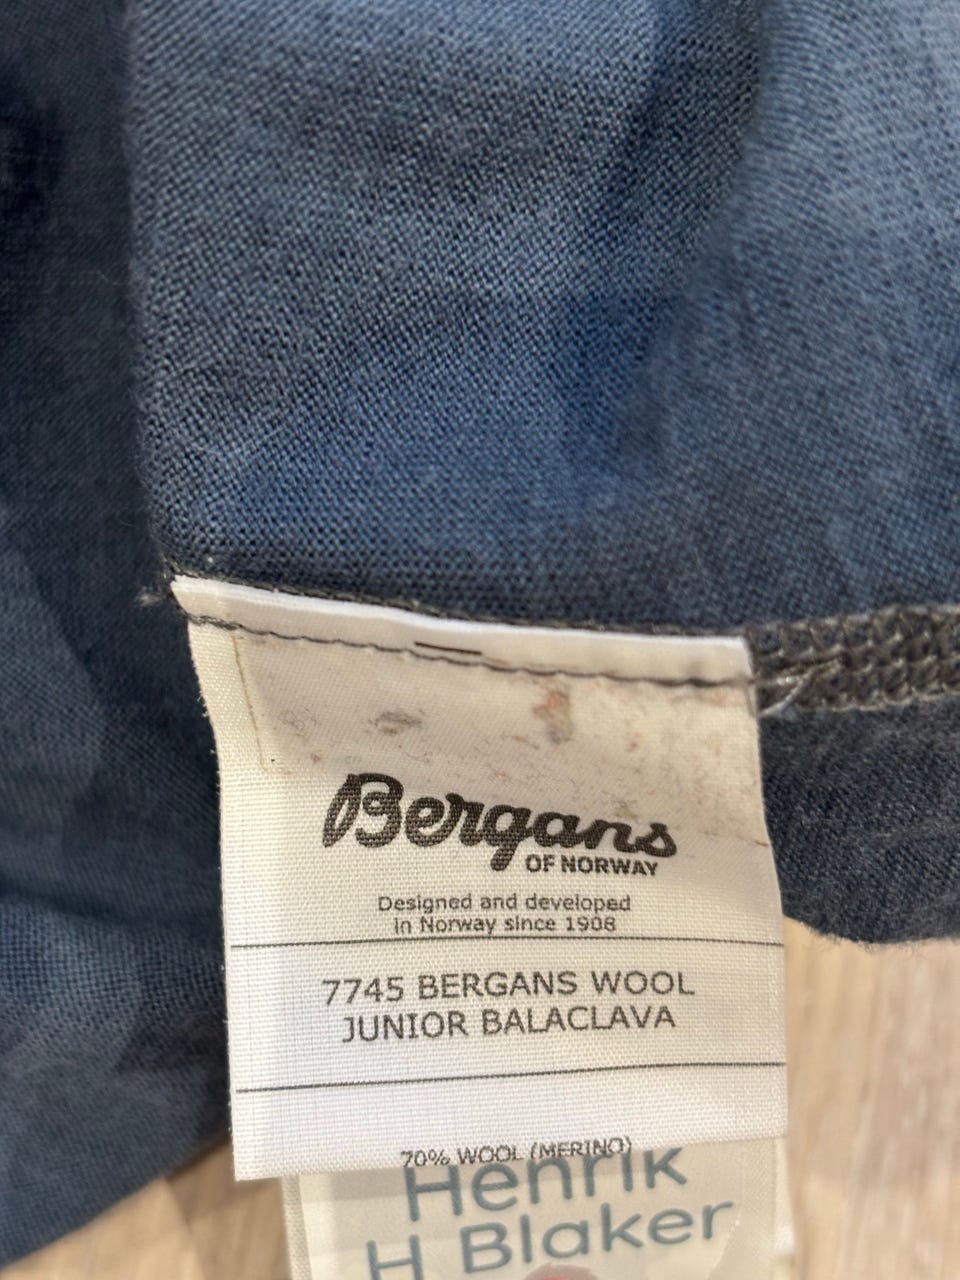 Bergans
OF NORWAY
Designed and developed
in Norway since 1908
7745 BERGANS WOOL
JUNIOR BALACLAVA
70% WOOL (MERINO)
Henrik
H Blaker